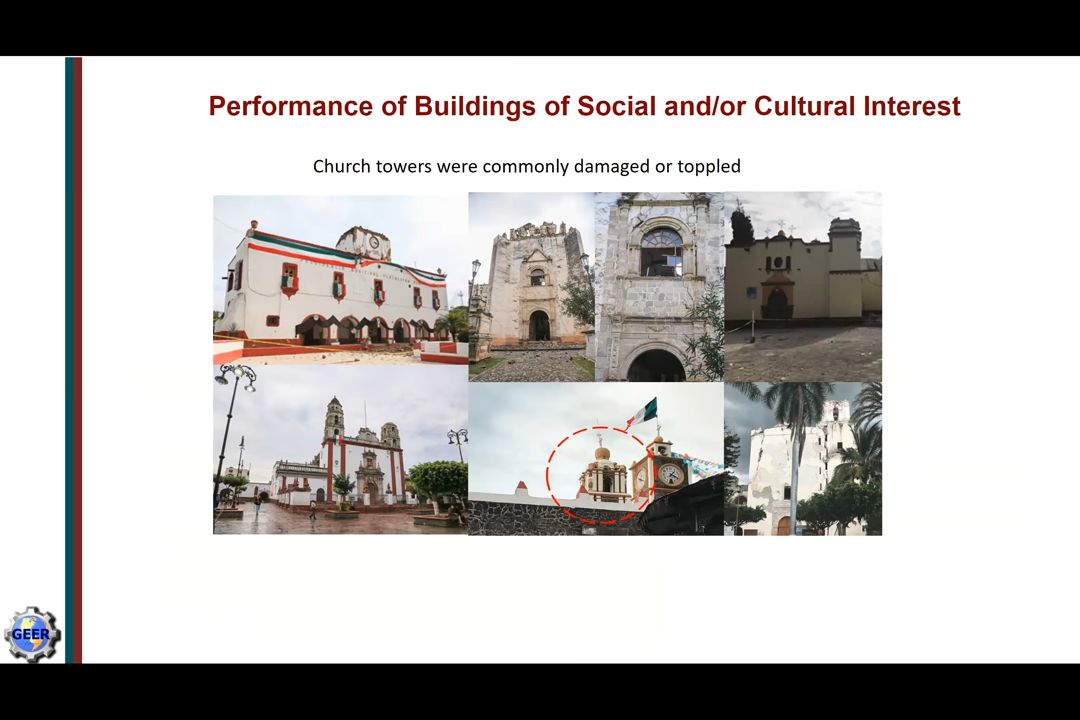 Performance of Buildings of Social and/or Cultural Interest
Church towers were commonly damaged or toppled
GEER